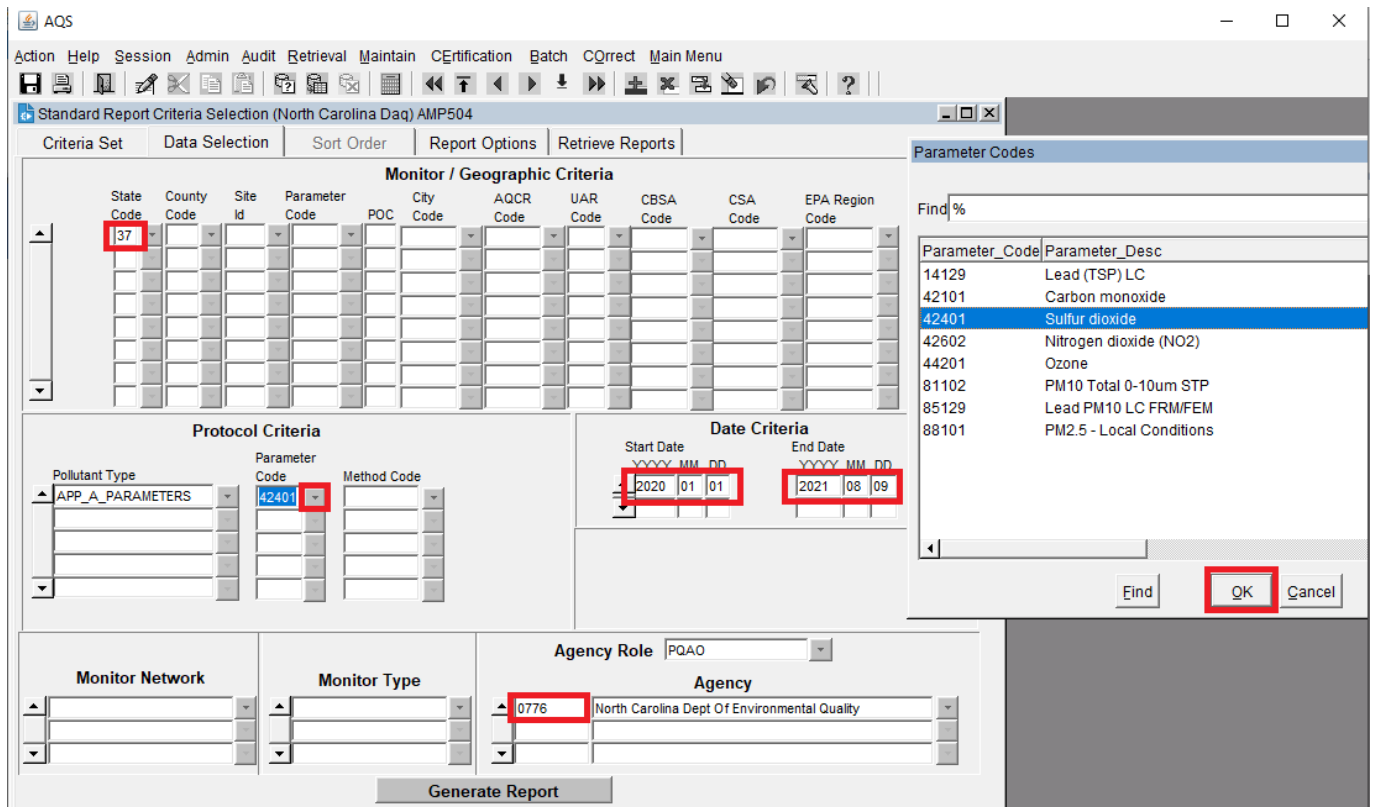 AQS
Action Help Session Admin Audit Retrieval Maintain CErtification Batch COrrect Main Menu
Standard Report Criteria Selection (North Carolina Daq) AMP504
Criteria Set Data Selection Sort Order Report Options Retrieve Reports
Monitor / Geographic Criteria
State County Site Parameter City AQCR UAR CBSA CSA EPA Region
Code Code Id Code POC Code Code Code Code Code Code
37
Protocol Criteria
Parameter
Pollutant Type Code Method Code
APP_A_PARAMETERS 42401
Date Criteria
Start Date End Date
YYYY MM DD YYYY MM DD
2020 01 01 2021 08 09
Agency Role PQAO
Monitor Network Monitor Type Agency
0776 North Carolina Dept Of Environmental Quality
Generate Report
Parameter Codes
Find %
Parameter_Code Parameter_Desc
14129 Lead (TSP) LC
42101 Carbon monoxide
42401 Sulfur dioxide
42602 Nitrogen dioxide (NO2)
44201 Ozone
81102 PM10 Total 0-10um STP
85129 Lead PM10 LC FRM/FEM
88101 PM2.5 - Local Conditions
Find OK Cancel